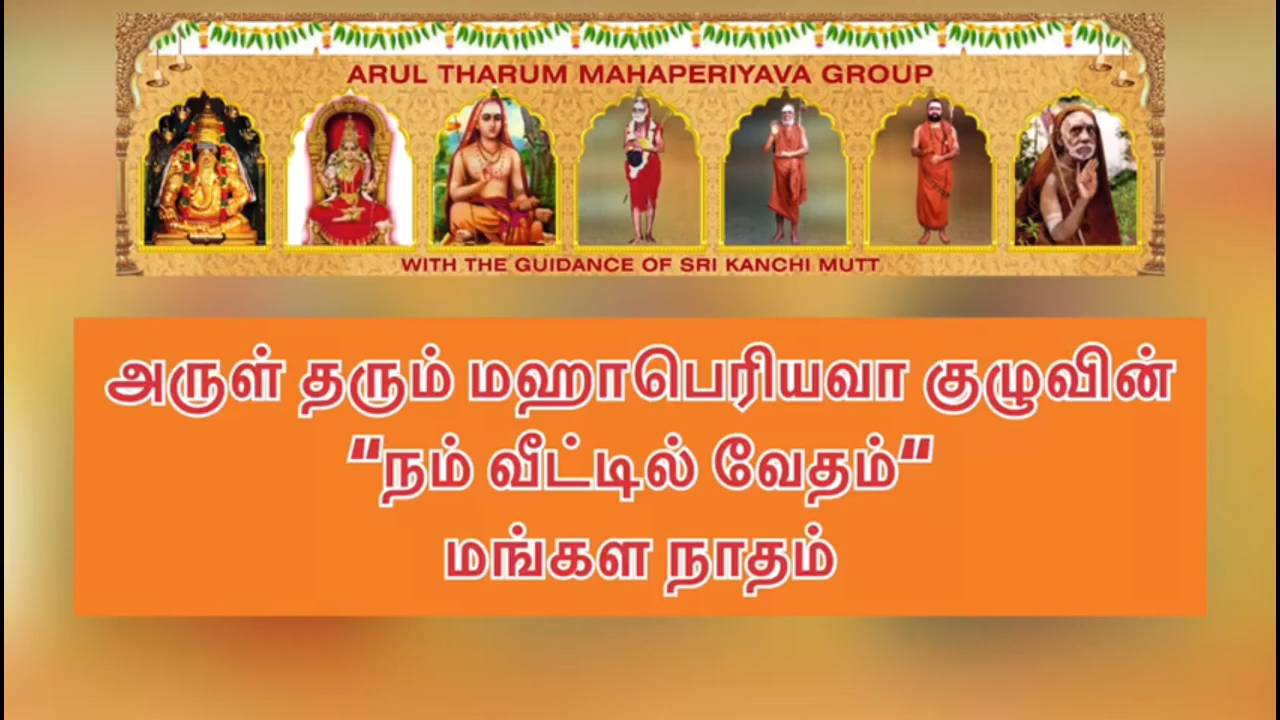 ARUL THARUM MAHAPERIYAVA GROUP
WITH THE GUIDANCE OF SRI KANCHI MUTT
அருள் தரும் மஹாபெரியவா குழுவின்
“நம் வீட்டில் வேதம்“
மங்கள நாதம்